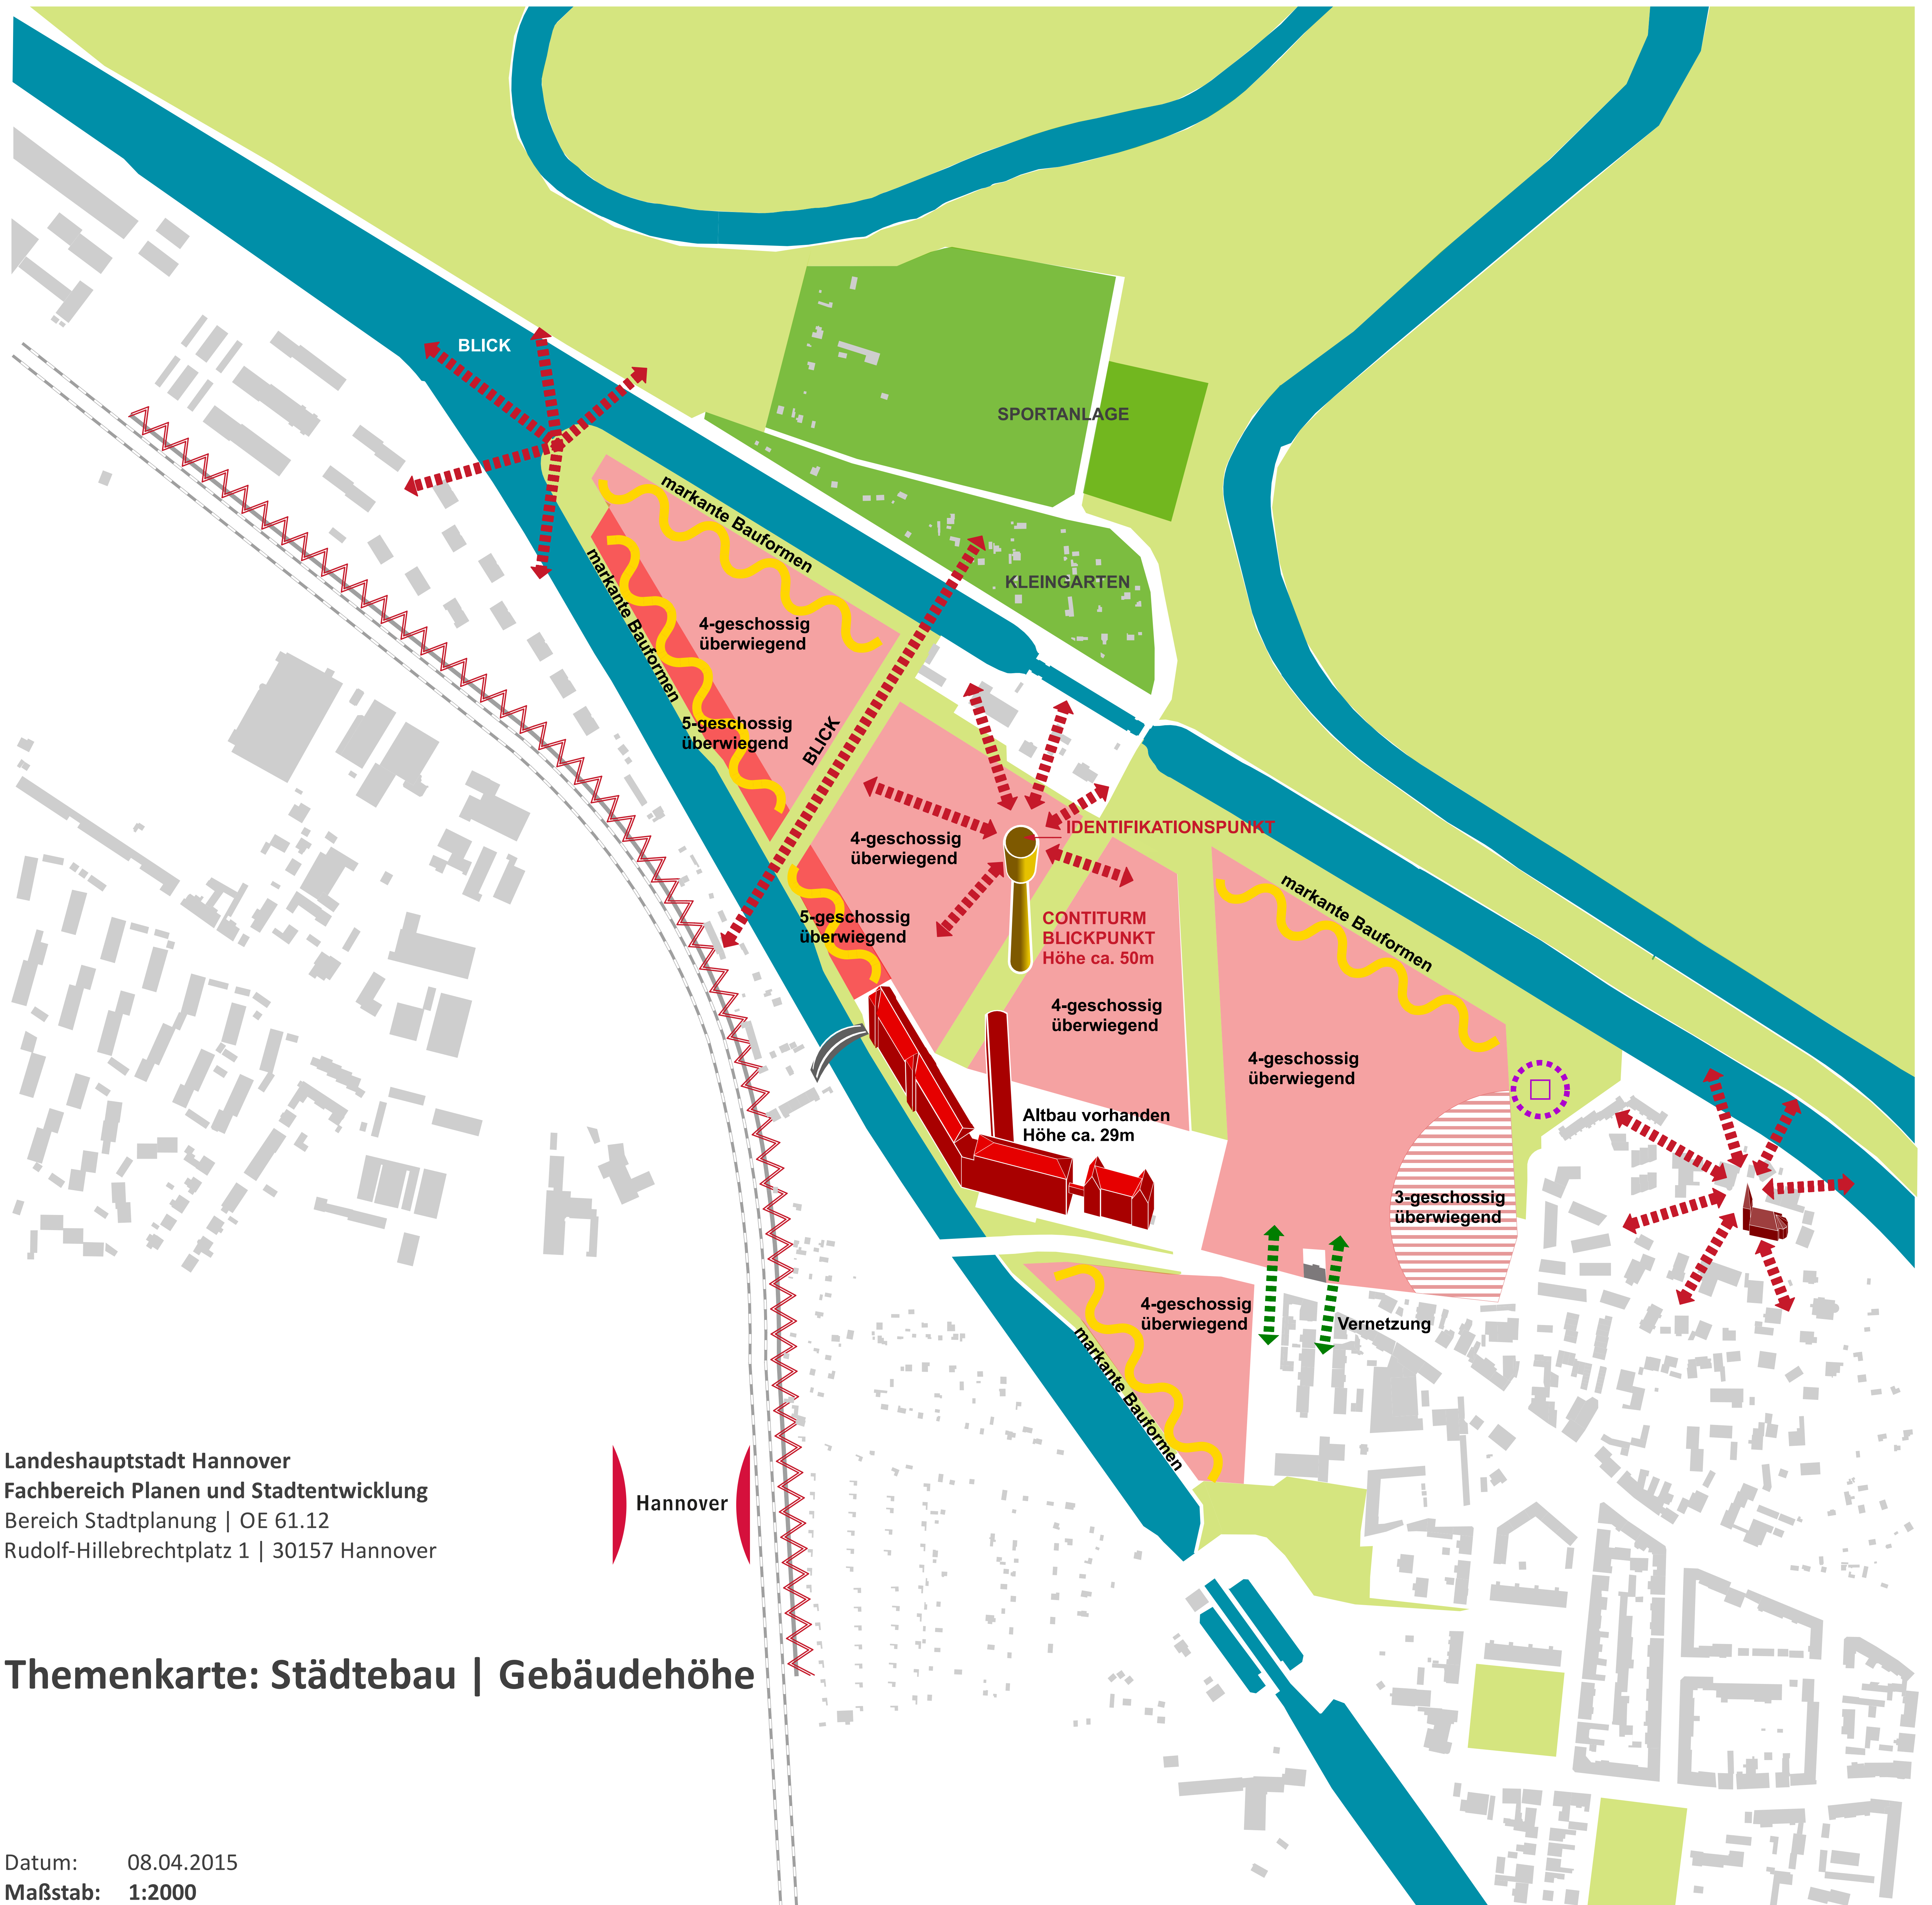 BLICK
SPORTANLAGE
markante Bauformen
KLEINGARTEN
markante Bauformen
4-geschossig
überwiegend
5-geschossig
überwiegend
BLICK
IDENTIFIKATIONSPUNKT
4-geschossig
überwiegend
markante Bauformen
5-geschossig
überwiegend
CONTITURM
BLICKPUNKT
Höhe ca. 50m
4-geschossig
überwiegend
4-geschossig
überwiegend
Altbau vorhanden
Höhe ca. 29m
3-geschossig
überwiegend
4-geschossig
überwiegend
Vernetzung
markante Bauformen
Landeshauptstadt Hannover
Fachbereich Planen und Stadtentwicklung
Bereich Stadtplanung | OE 61.12
Rudolf-Hillebrechtplatz 1 | 30157 Hannover
Hannover
Themenkarte: Städtebau | Gebäudehöhe
Datum: 08.04.2015
Maßstab: 1:2000